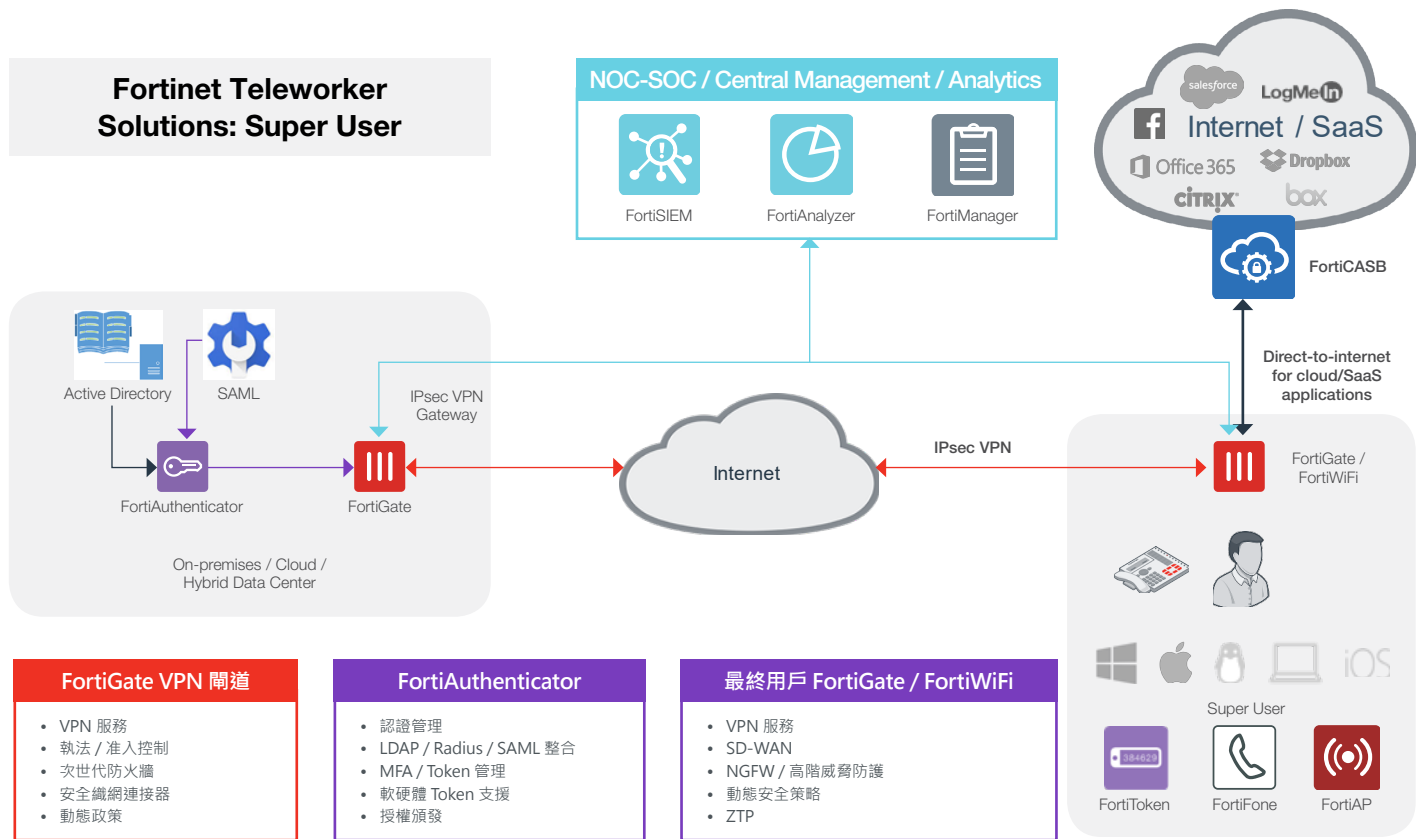 Fortinet Teleworker
Solutions: Super User
NOC-SOC / Central Management / Analytics
FortiSIEM
FortiAnalyzer
FortiManager
salesforce
LogMeIn
Internet / SaaS
Office 365
Dropbox
CİTRIX
box
FortiCASB
Direct-to-internet
for cloud/SaaS
applications
Active Directory
SAML
IPsec VPN
Gateway
FortiAuthenticator
FortiGate
On-premises / Cloud /
Hybrid Data Center
Internet
IPsec VPN
FortiGate /
FortiWiFi
iOS
Super User
384629
FortiToken
FortiFone
FortiAP
FortiGate VPN 閘道
• VPN 服務
• 執法 / 准入控制
• 次世代防火牆
• 安全織網連接器
• 動態政策
FortiAuthenticator
• 認證管理
• LDAP / Radius / SAML 整合
• MFA / Token 管理
• 軟硬體 Token 支援
• 授權頒發
最終用戶 FortiGate / FortiWiFi
• VPN 服務
• SD-WAN
• NGFW / 高階威脅防護
• 動態安全策略
• ZTP